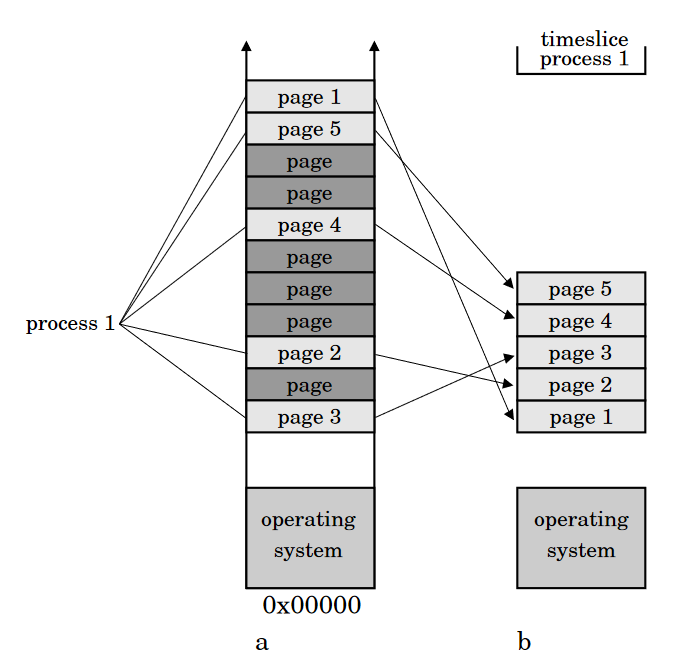 timeslice
process 1
page 1
page 5
page
page
page 4
page
page
page
page 2
page
page 3
process 1
page 5
page 4
page 3
page 2
page 1
operating
system
operating
system
0x00000
a
b